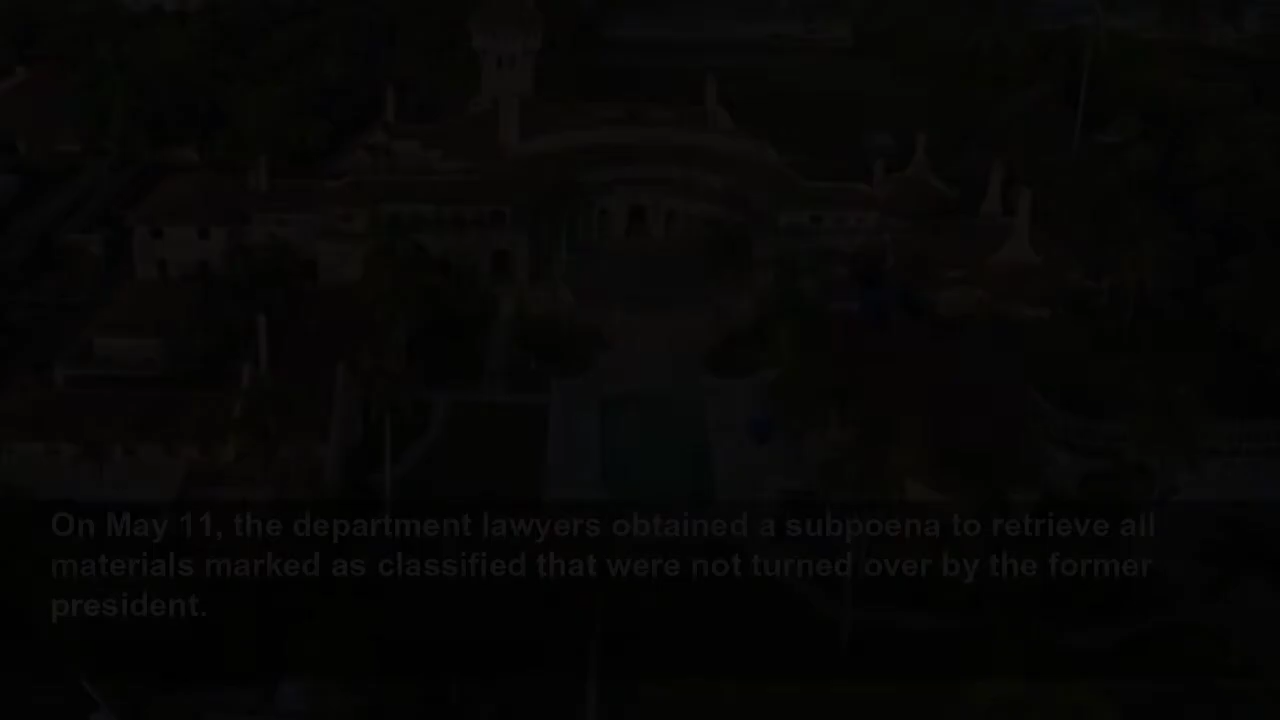 On May 11, the department lawyers obtained a subpoena to retrieve all
materials marked as classified that were not turned over by the former
president.